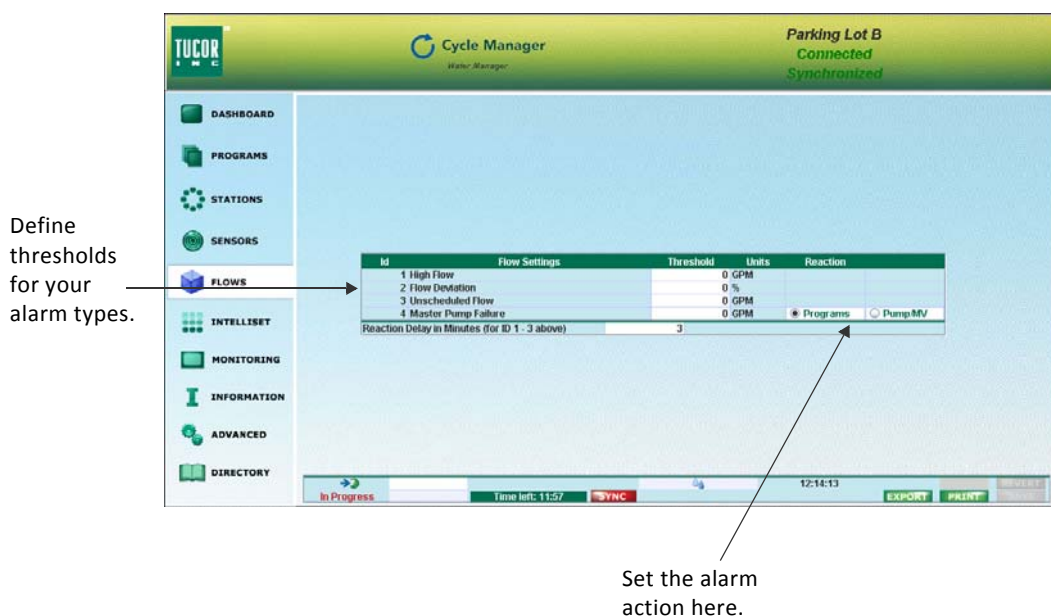 TUCOR
INC
Cycle Manager
Water Manager
Parking Lot B
Connected
Synchronized
DASHBOARD
PROGRAMS
STATIONS
SENSORS
FLOWS
INTELLISET
MONITORING
INFORMATION
ADVANCED
DIRECTORY
Define
thresholds
for your
alarm types.
Id Flow Settings Threshold Units Reaction
1 High Flow 0 GPM
2 Flow Deviation 0 %
3 Unscheduled Flow 0 GPM
4 Master Pump Failure 0 GPM Programs Pump/MV
Reaction Delay in Minutes (for ID 1 - 3 above) 3
In Progress Time left: 11:57 SYNC 12:14:13 EXPORT PRINT
REVERT
Set the alarm
action here.